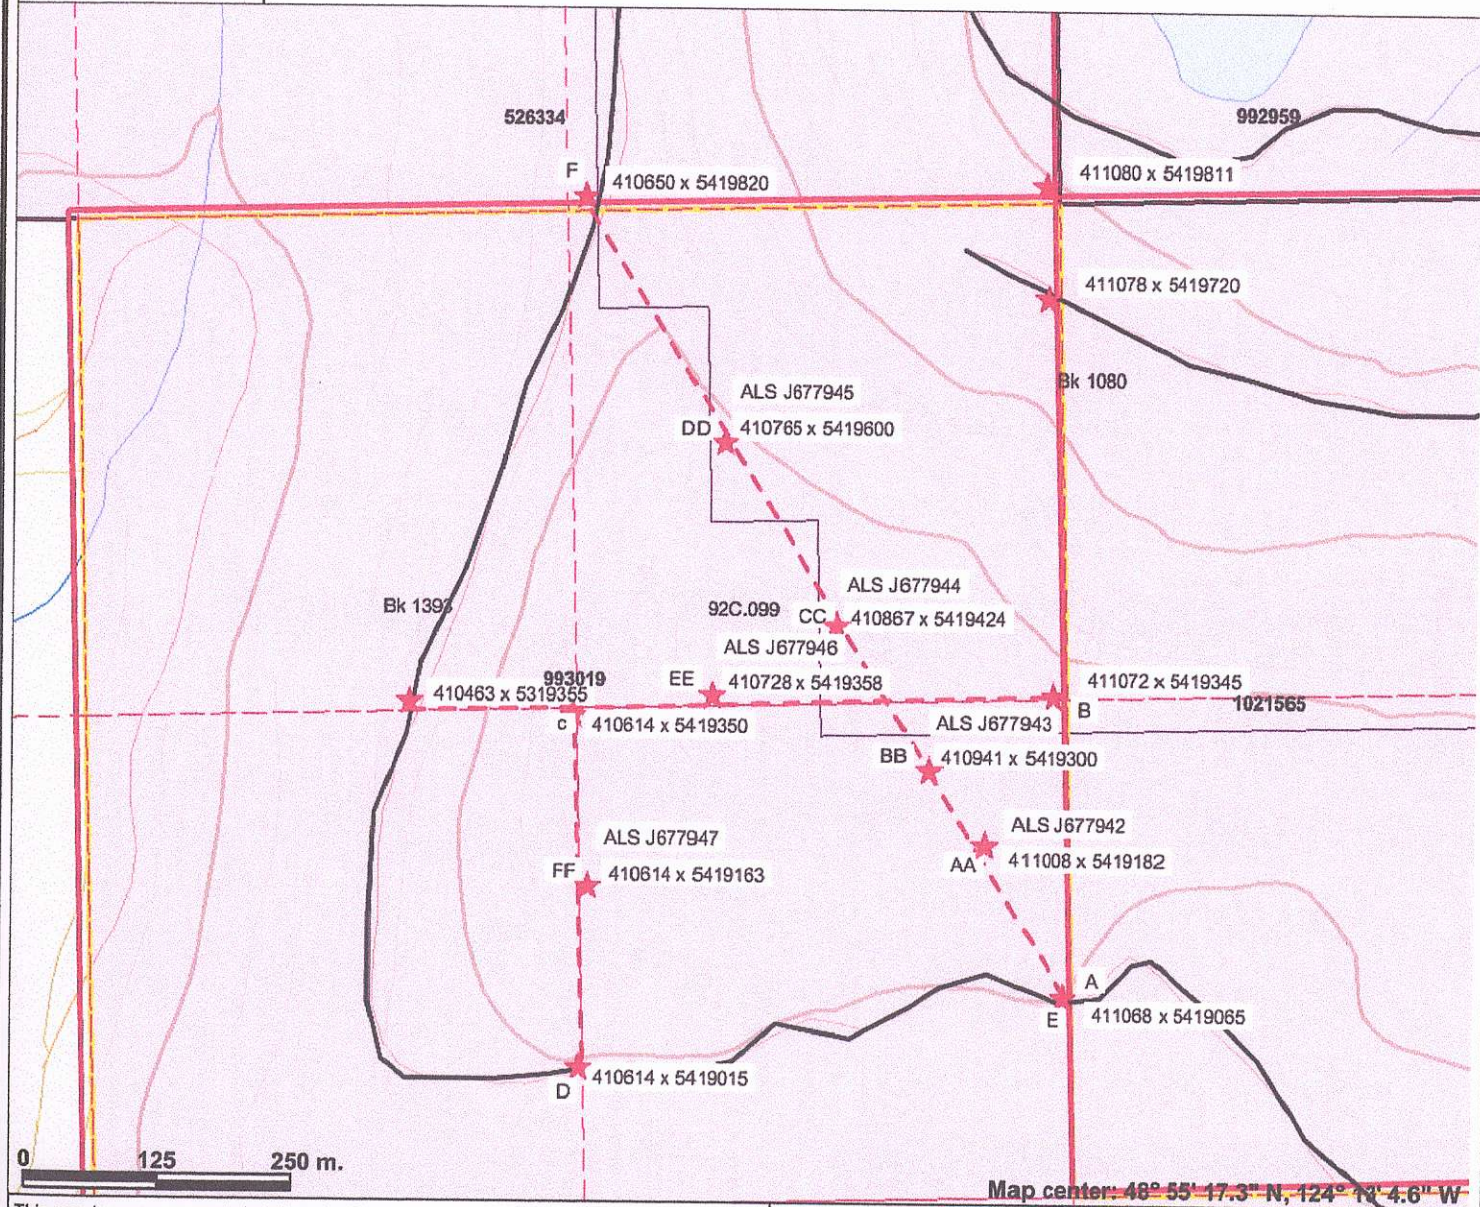 526334
992959
F
410650 x 5419820
411080 x 5419811
411078 x 5419720
Bk 1080
ALS J677945
DD
410765 x 5419600
ALS J677944
Bk 1393
92C.099
CC
410867 x 5419424
ALS J677946
993019
EE
410728 x 5419358
411072 x 5419345
410463 x 5319355
B
1021565
c
410614 x 5419350
ALS J677943
BB
410941 x 5419300
ALS J677942
AA
411008 x 5419182
ALS J677947
FF
410614 x 5419163
A
E
411068 x 5419065
D
410614 x 5419015
0 125 250 m.
Map center: 48° 55' 17.3" N, 124° 13' 4.6" W